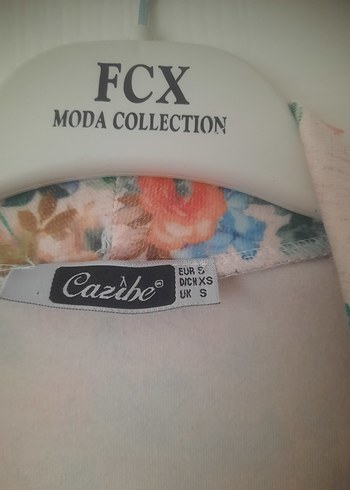 FCX
MODA COLLECTION
Cazibe®
EUR S
D/CH XS
UK S